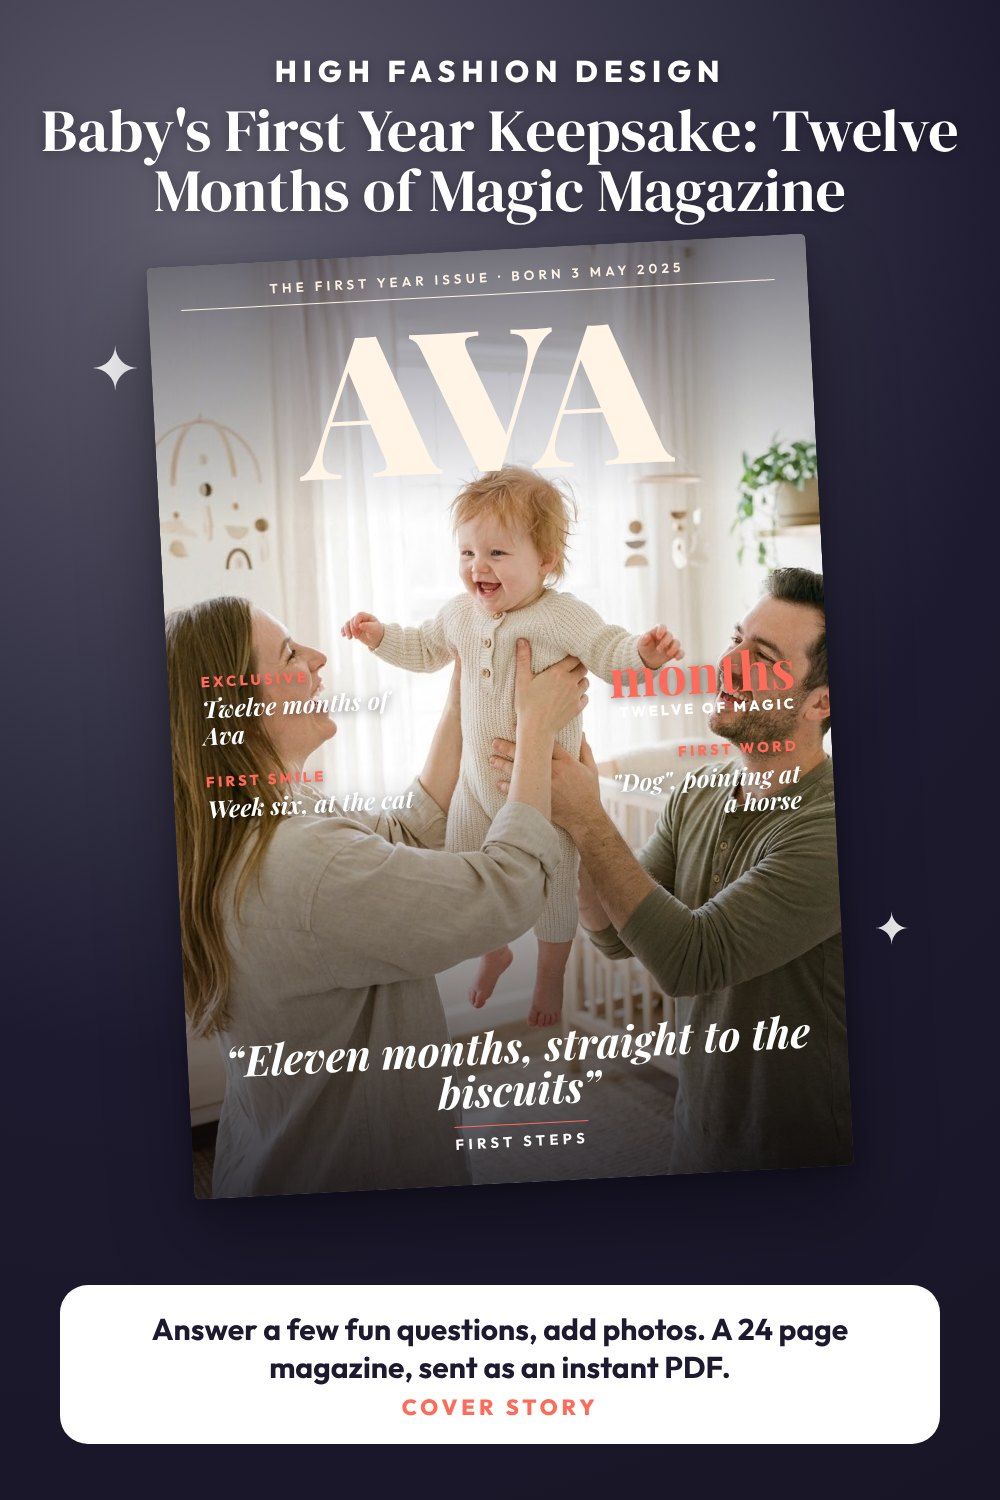 HIGH FASHION DESIGN
Baby's First Year Keepsake: Twelve
Months of Magic Magazine
THE FIRST YEAR ISSUE · BORN 3 MAY 2025
AVA
EXCLUSIVE
Twelve months of
Ava
FIRST SMILE
Week six, at the cat
months
TWELVE OF MAGIC
FIRST WORD
"Dog", pointing at
a horse
“Eleven months, straight to the
biscuits”
FIRST STEPS
Answer a few fun questions, add photos. A 24 page
magazine, sent as an instant PDF.
COVER STORY